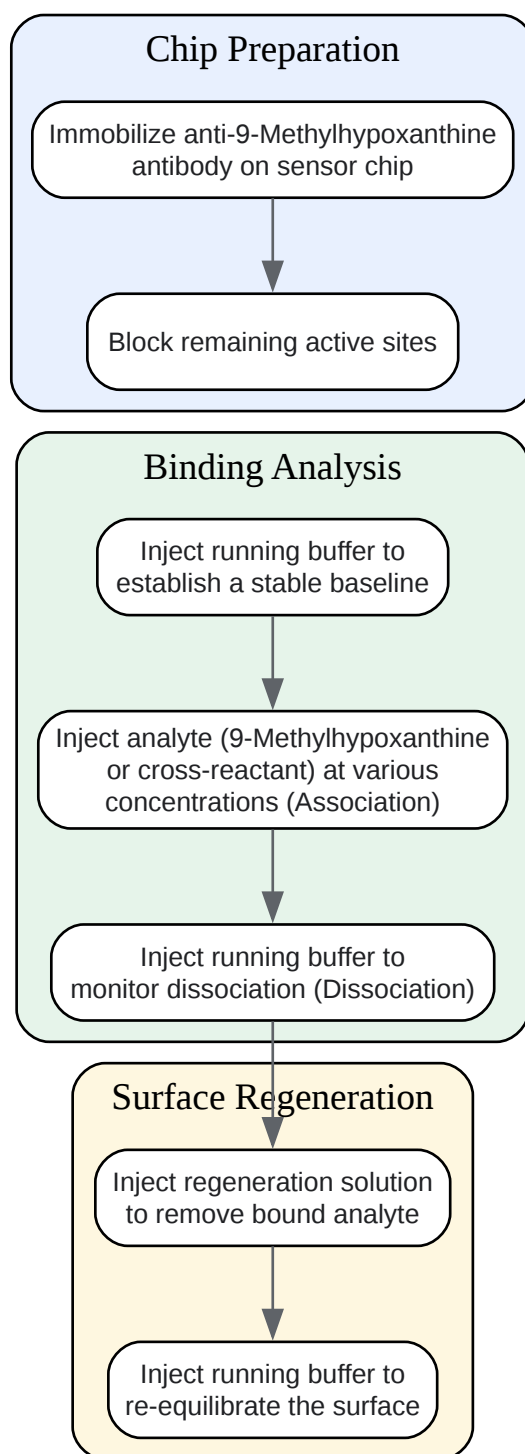 Chip Preparation
Immobilize anti-9-Methylhypoxanthine
antibody on sensor chip
Block remaining active sites
Binding Analysis
Inject running buffer to
establish a stable baseline
Inject analyte (9-Methylhypoxanthine
or cross-reactant) at various
concentrations (Association)
Inject running buffer to
monitor dissociation (Dissociation)
Surface Regeneration
Inject regeneration solution
to remove bound analyte
Inject running buffer to
re-equilibrate the surface